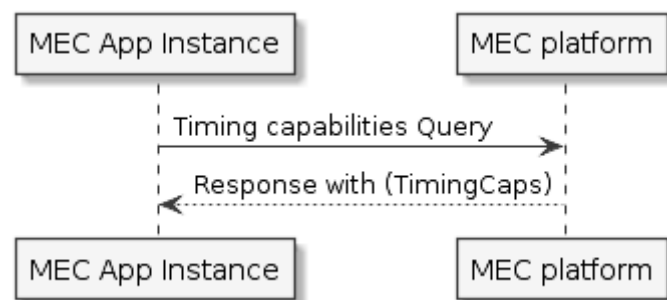 MEC App Instance
MEC platform
Timing capabilities Query
Response with (TimingCaps)
MEC App Instance
MEC platform